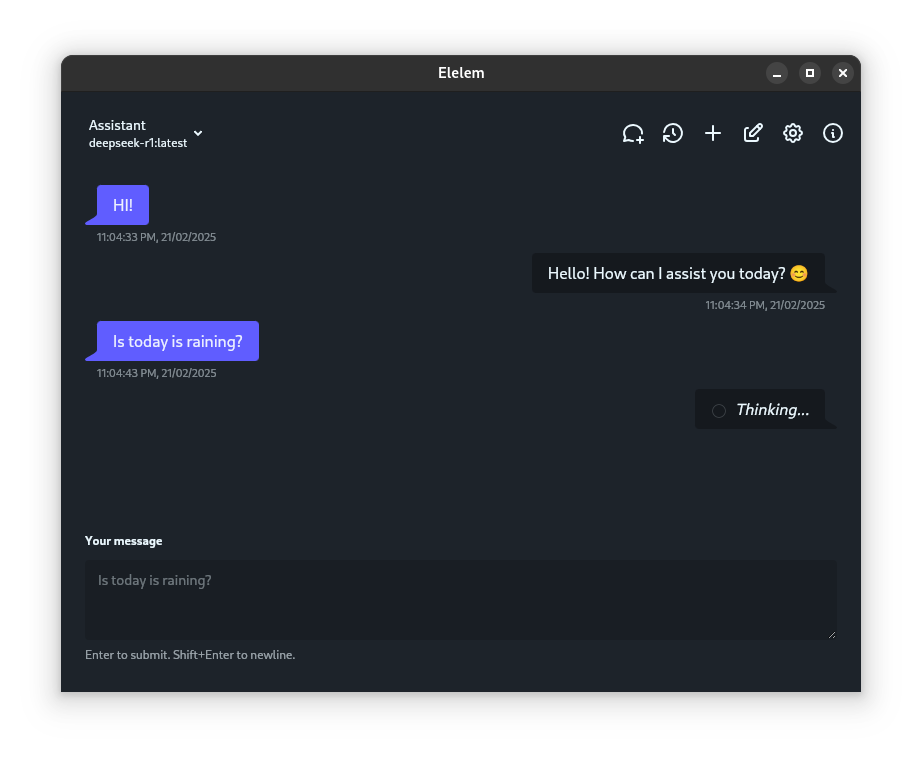 Elelem
Assistant
deepseek-r1:latest
HI!
11:04:33 PM, 21/02/2025
Hello! How can I assist you today? 😊
11:04:34 PM, 21/02/2025
Is today is raining?
11:04:43 PM, 21/02/2025
Thinking...
Your message
Is today is raining?
Enter to submit. Shift+Enter to newline.